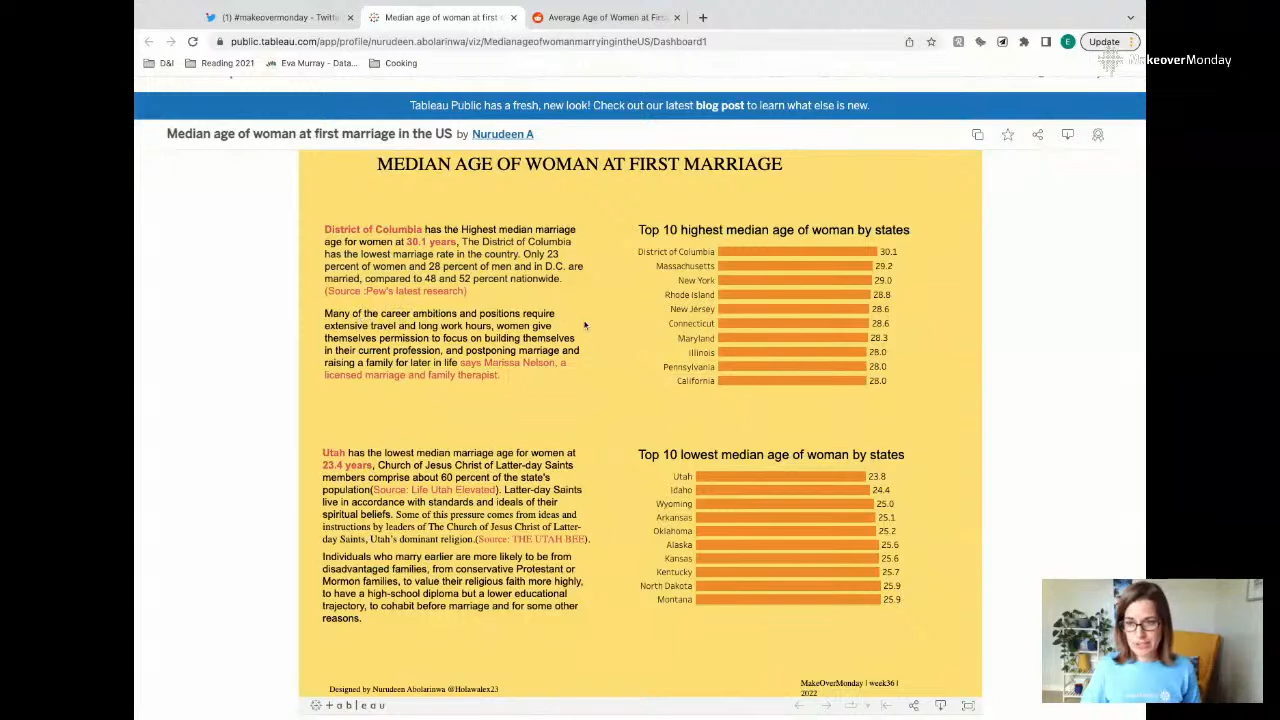 (1) #makeovermonday - Twitte
Median age of woman at first
Average Age of Women at Firs
public.tableau.com/app/profile/nurudeen.abolarinwa/viz/MedianageofwomanmarryingintheUS/Dashboard1
E
Update
MakeoverMonday
D&I
Reading 2021
Eva Murray - Data...
Cooking
Tableau Public has a fresh, new look! Check out our latest blog post to learn what else is new.
Median age of woman at first marriage in the US by Nurudeen A
MEDIAN AGE OF WOMAN AT FIRST MARRIAGE
District of Columbia has the Highest median marriage
age for women at 30.1 years, The District of Columbia
has the lowest marriage rate in the country. Only 23
percent of women and 28 percent of men and in D.C. are
married, compared to 48 and 52 percent nationwide.
(Source :Pew's latest research)
Many of the career ambitions and positions require
extensive travel and long work hours, women give
themselves permission to focus on building themselves
in their current profession, and postponing marriage and
raising a family for later in life says Marissa Nelson, a
licensed marriage and family therapist.
Top 10 highest median age of woman by states
District of Columbia 30.1
Massachusetts 29.2
New York 29.0
Rhode Island 28.8
New Jersey 28.6
Connecticut 28.6
Maryland 28.3
Illinois 28.0
Pennsylvania 28.0
California 28.0
Utah has the lowest median marriage age for women at
23.4 years, Church of Jesus Christ of Latter-day Saints
members comprise about 60 percent of the state's
population(Source: Life Utah Elevated). Latter-day Saints
live in accordance with standards and ideals of their
spiritual beliefs. Some of this pressure comes from ideas and
instructions by leaders of The Church of Jesus Christ of Latter-
day Saints, Utah's dominant religion.(Source: THE UTAH BEE).
Individuals who marry earlier are more likely to be from
disadvantaged families, from conservative Protestant or
Mormon families, to value their religious faith more highly,
to have a high-school diploma but a lower educational
trajectory, to cohabit before marriage and for some other
reasons.
Top 10 lowest median age of woman by states
Utah 23.8
Idaho 24.4
Wyoming 25.0
Arkansas 25.1
Oklahoma 25.2
Alaska 25.6
Kansas 25.6
Kentucky 25.7
North Dakota 25.9
Montana 25.9
Designed by Nurudeen Abolarinwa @Holawalex23
MakeOverMonday | week36 |
2022
+ a b | e a u